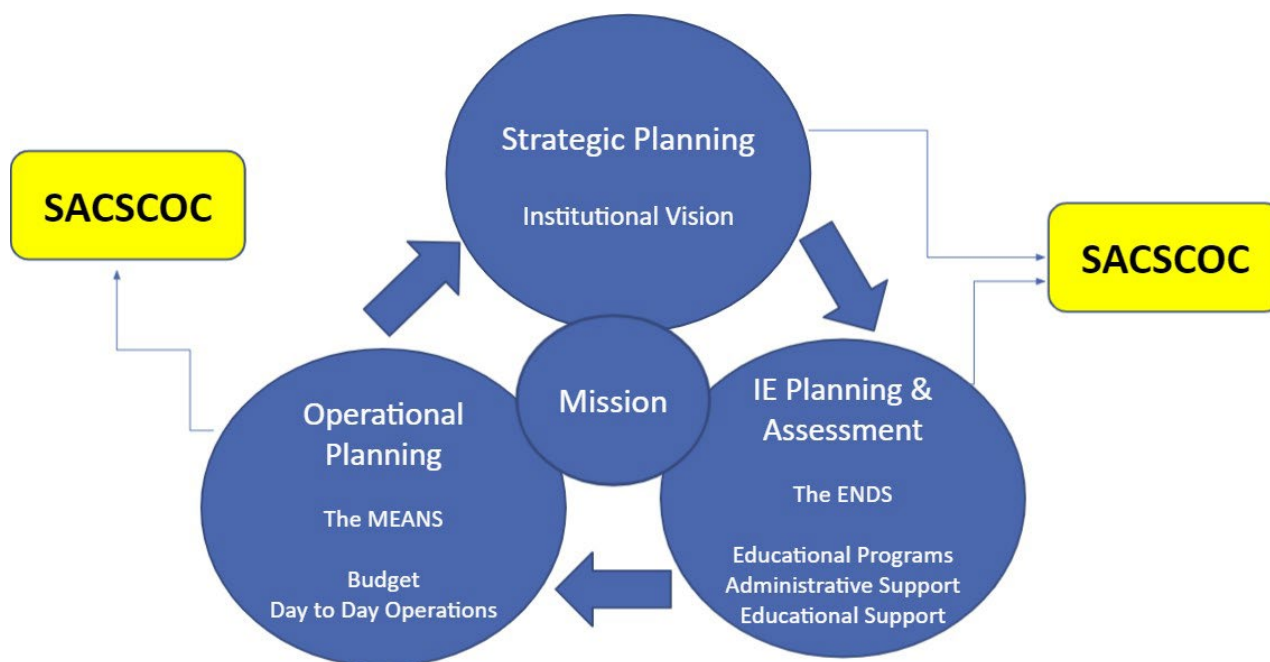 Strategic Planning
Institutional Vision
SACSCOC
SACSCOC
Mission
Operational
Planning
The MEANS
Budget
Day to Day Operations
IE Planning &
Assessment
The ENDS
Educational Programs
Administrative Support
Educational Support